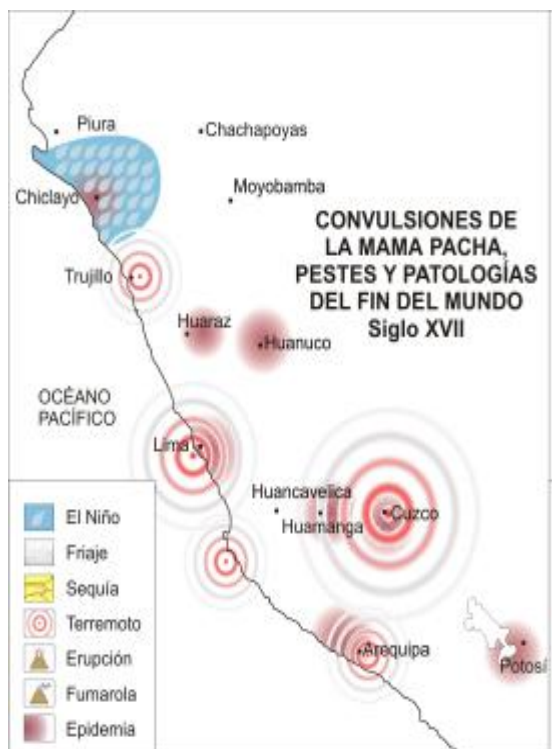 Piura
Chachapoyas
Chiclayo
Moyobamba
CONVULSIONES DE
LA MAMA PACHA,
PESTES Y PATOLOGÍAS
DEL FIN DEL MUNDO
Siglo XVII
Trujillo
Huaraz
Huanuco
OCÉANO
PACÍFICO
Lima
Huancavelica
Huamanga
Cuzco
Arequipa
Potosí
El Niño
Friaje
Sequía
Terremoto
Erupción
Fumarola
Epidemia